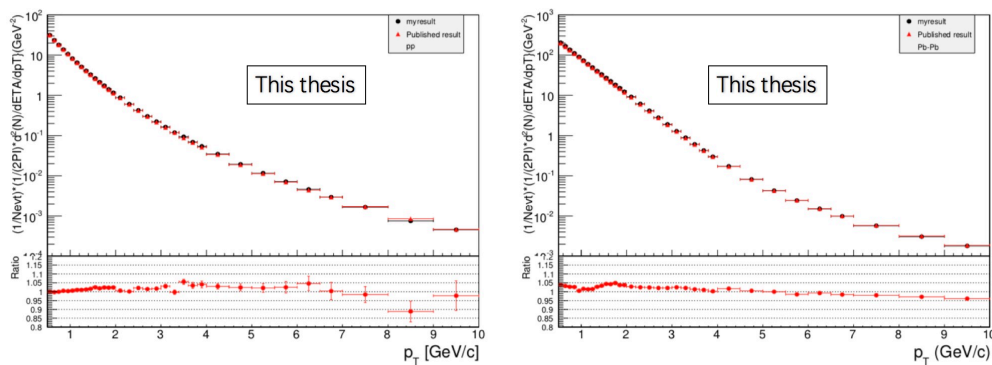 (1/Nevt)*(1/(2PI)*d²(N)/dETA/dpT)(GeV⁻²)
10²
10
1
10⁻¹
10⁻²
10⁻³
myresult
Published result
pp
This thesis
Ratio
1.15
1.1
1.05
1
0.95
0.9
0.85
0.8
1 2 3 4 5 6 7 8 9 10
p_T [GeV/c]
(1/Nevt)*(1/(2PI)*d²(N)/dETA/dpT)(GeV⁻²)
10³
10²
10
1
10⁻¹
10⁻²
myresult
Published result
Pb-Pb
This thesis
Ratio
1.15
1.1
1.05
1
0.95
0.9
0.85
0.8
1 2 3 4 5 6 7 8 9 10
p_T (GeV/c)